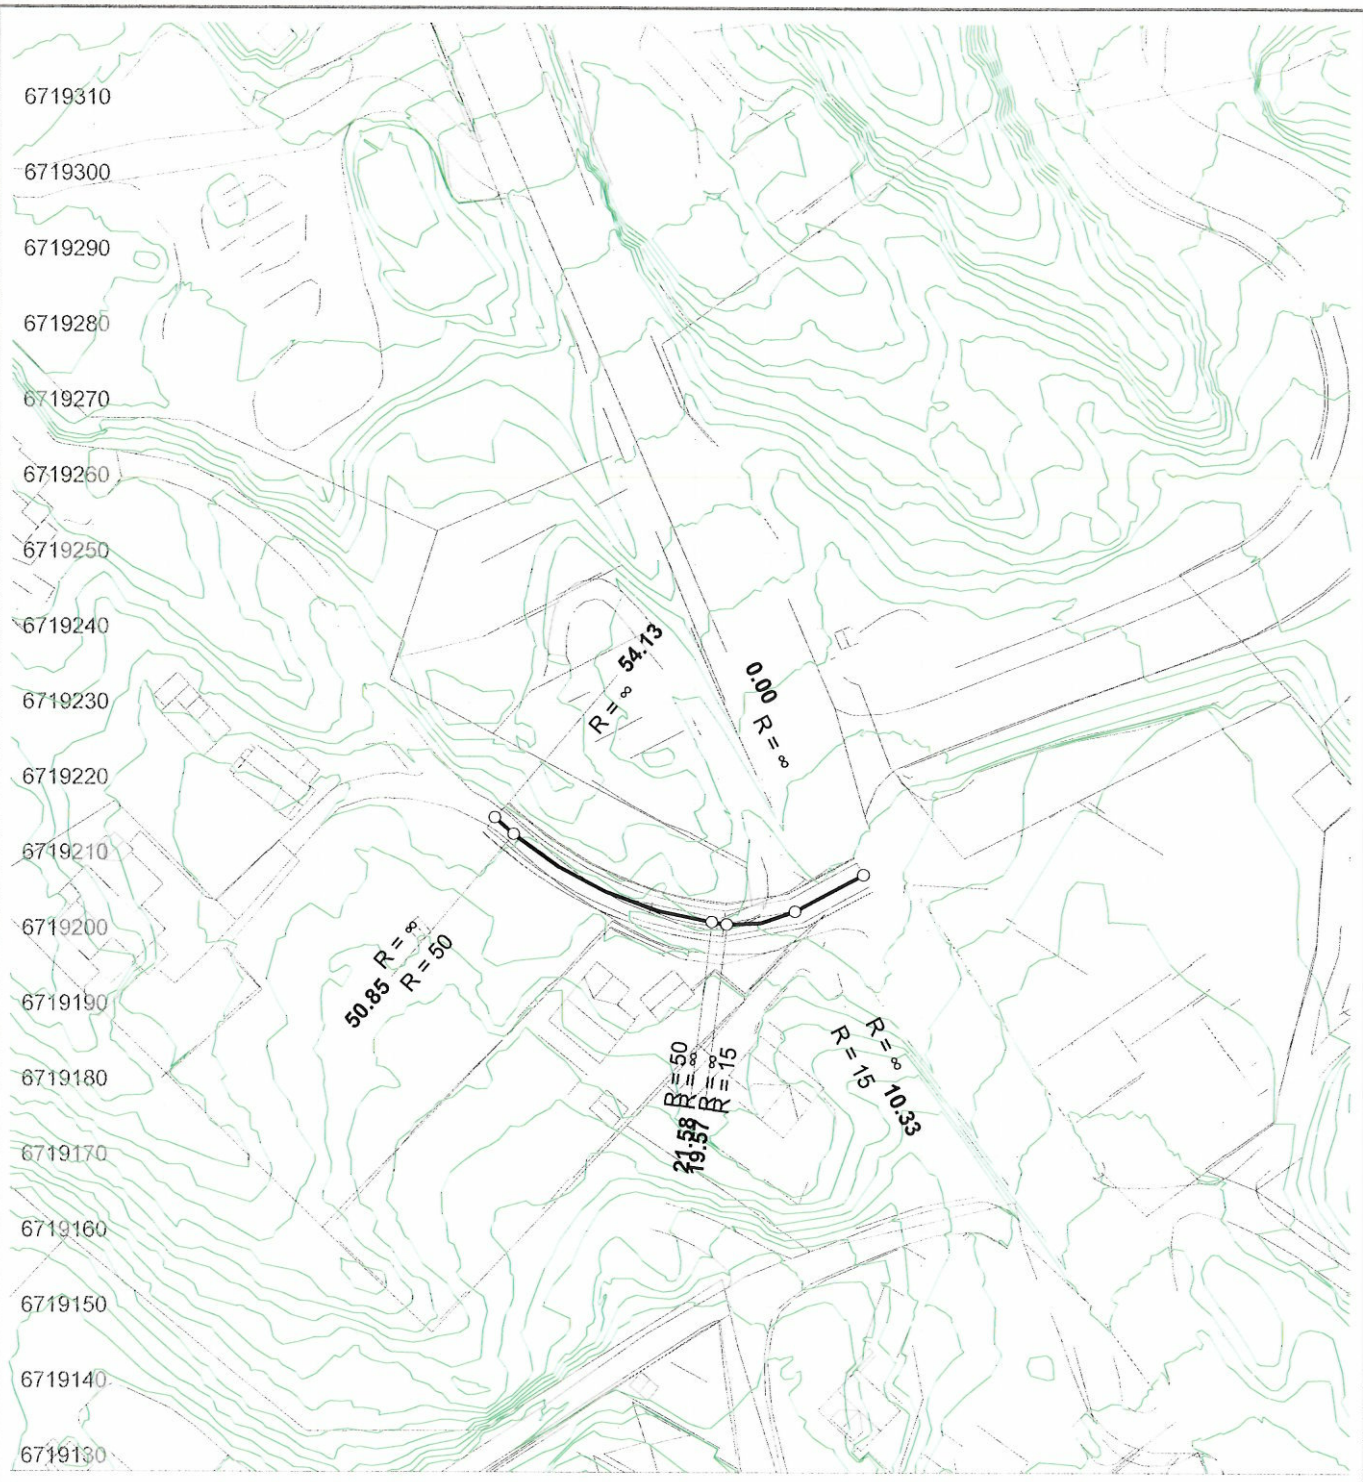 6719310
6719300
6719290
6719280
6719270
6719260
6719250
6719240
6719230
6719220
6719210
6719200
6719190
6719180
6719170
6719160
6719150
6719140
6719130
R = ∞ 54.13
0.00 R = ∞
50.85 R = ∞
R = 50
R = 50
21.58 R = ∞
19.57 R = ∞
R = 15
R = ∞ 10.33
R = 15